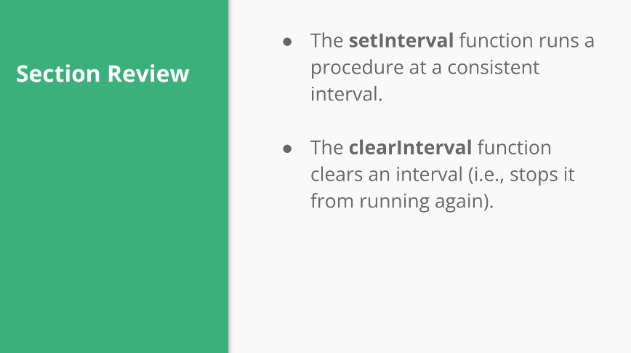 Section Review
● The setInterval function runs a
procedure at a consistent
interval.
● The clearInterval function
clears an interval (i.e., stops it
from running again).